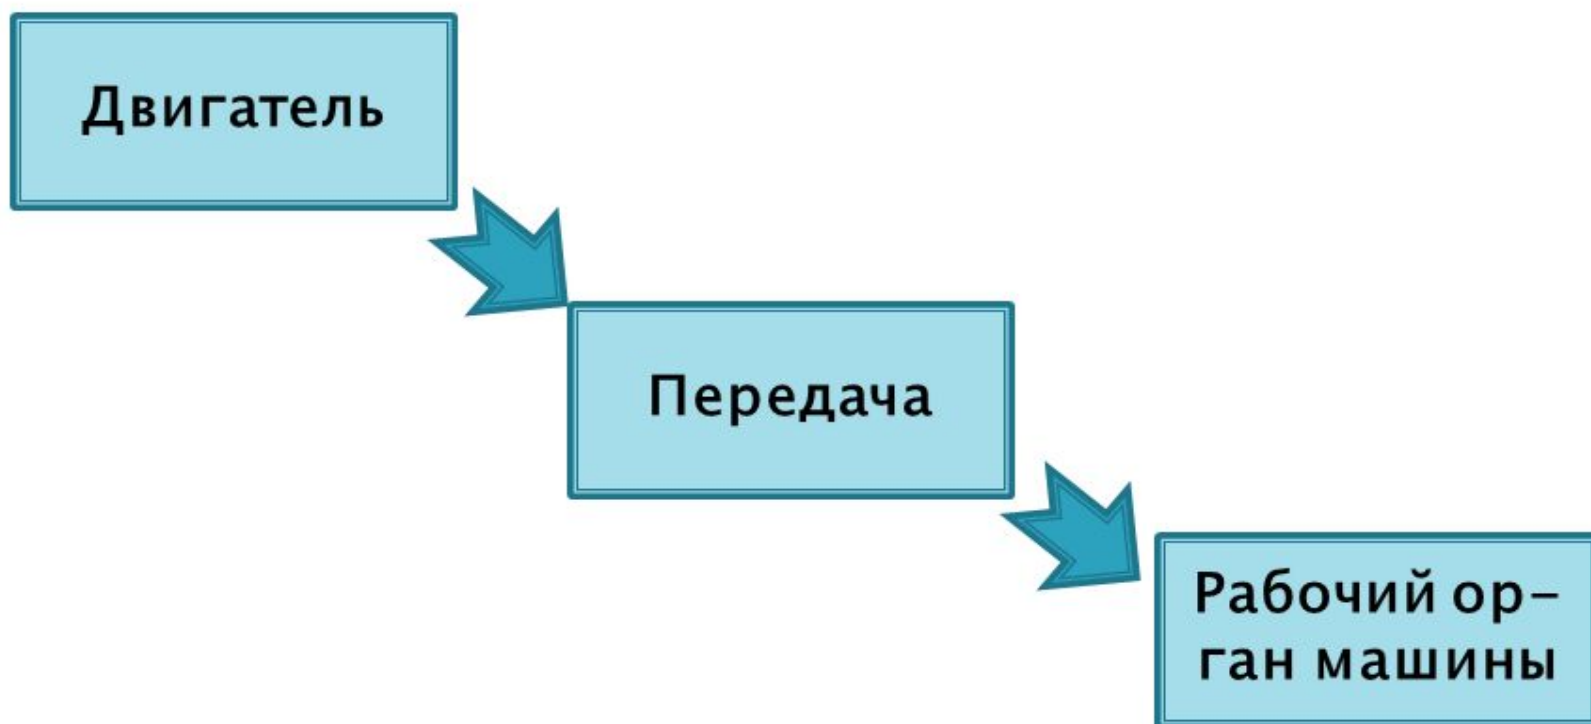 Двигатель
Передача
Рабочий ор-
ган машины